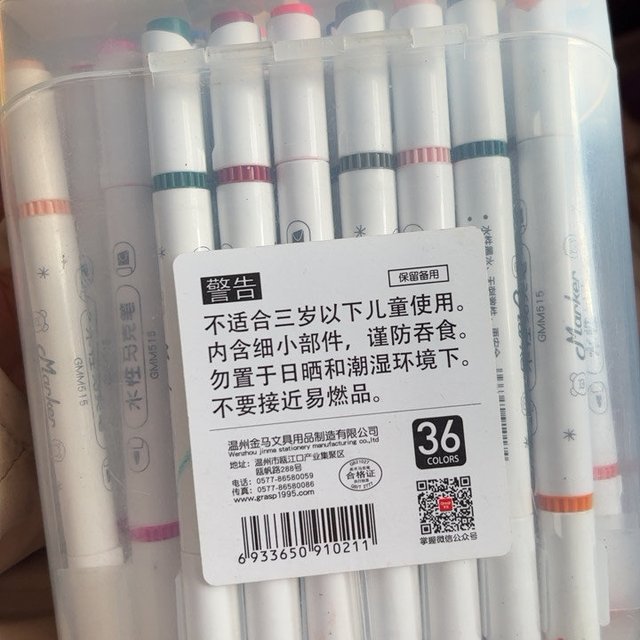 警告
保留备用
不适合三岁以下儿童使用。
内含细小部件，谨防吞食。
勿置于日晒和潮湿环境下。
不要接近易燃品。
温州金马文具用品制造有限公司
Wenzhou jinma stationery manufacturing co.,ltd
地址：温州市瓯江口产业集聚区
瓯帆路288号
电话：0577-86580059
传真：0577-86580086
www.grasp1995.com
合格证
36
COLORS
6 933650 910211
掌握微信公众号
Marker
GMM515
水性马克笔
GMM515
Marker
GMM515